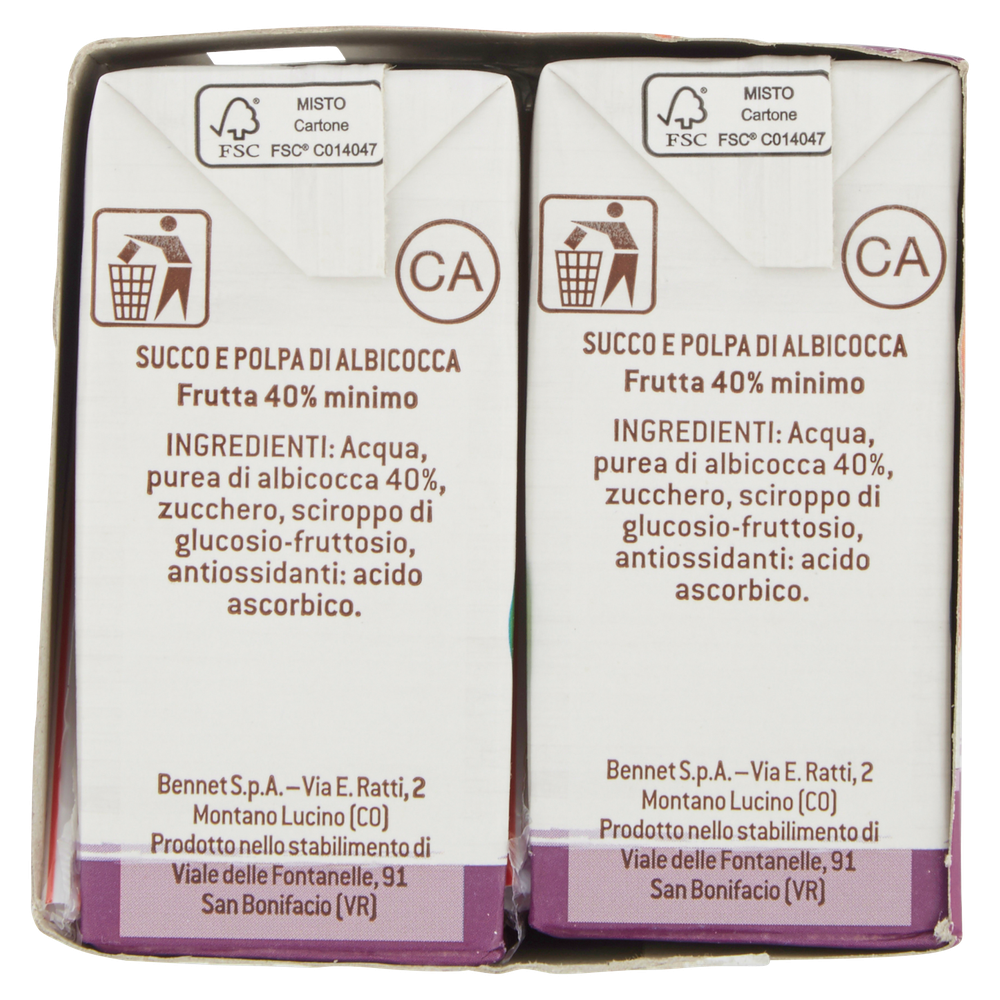 MISTO
Cartone
FSC FSC® C014047
CA
SUCCO E POLPA DI ALBICOCCA
Frutta 40% minimo
INGREDIENTI: Acqua,
purea di albicocca 40%,
zucchero, sciroppo di
glucosio-fruttosio,
antiossidanti: acido
ascorbico.
Bennet S.p.A. – Via E. Ratti, 2
Montano Lucino (CO)
Prodotto nello stabilimento di
Viale delle Fontanelle, 91
San Bonifacio (VR)
MISTO
Cartone
FSC FSC® C014047
CA
SUCCO E POLPA DI ALBICOCCA
Frutta 40% minimo
INGREDIENTI: Acqua,
purea di albicocca 40%,
zucchero, sciroppo di
glucosio-fruttosio,
antiossidanti: acido
ascorbico.
Bennet S.p.A. – Via E. Ratti, 2
Montano Lucino (CO)
Prodotto nello stabilimento di
Viale delle Fontanelle, 91
San Bonifacio (VR)